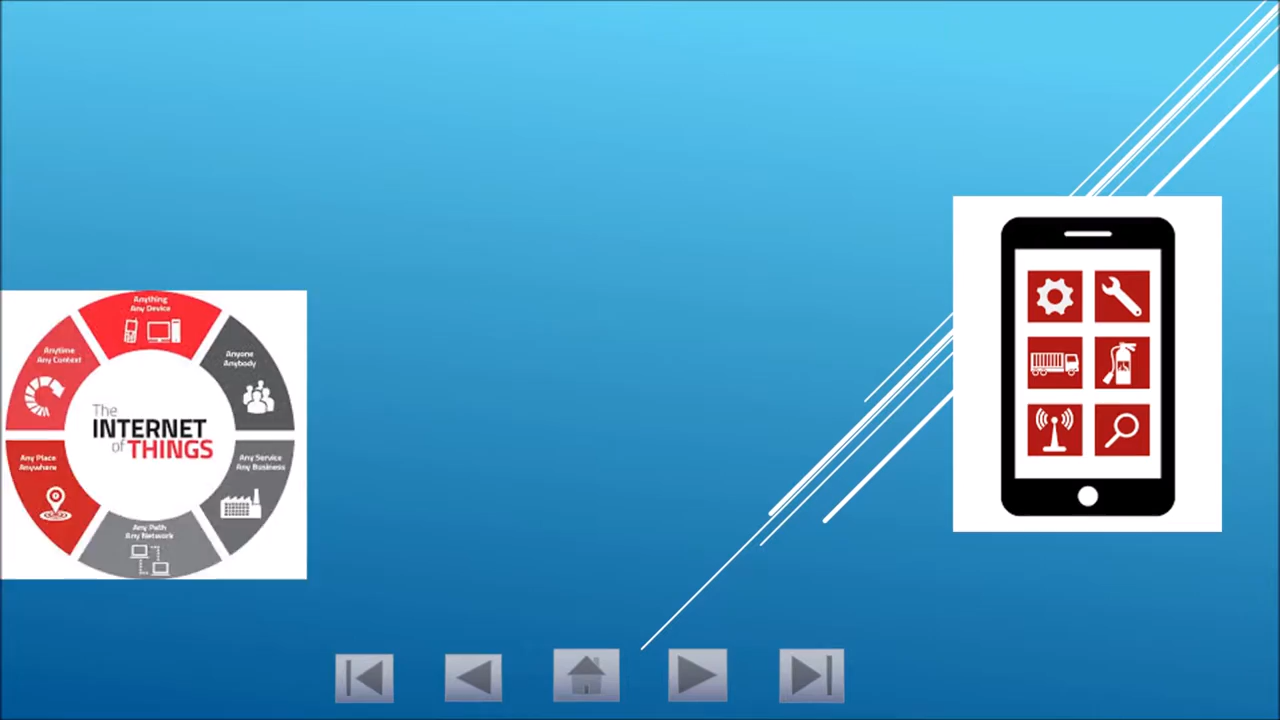 Anything
Any Device
Anyone
Anybody
Any Service
Any Business
Any Path
Any Network
Any Place
Anywhere
Anytime
Any Context
The
INTERNET
of THINGS